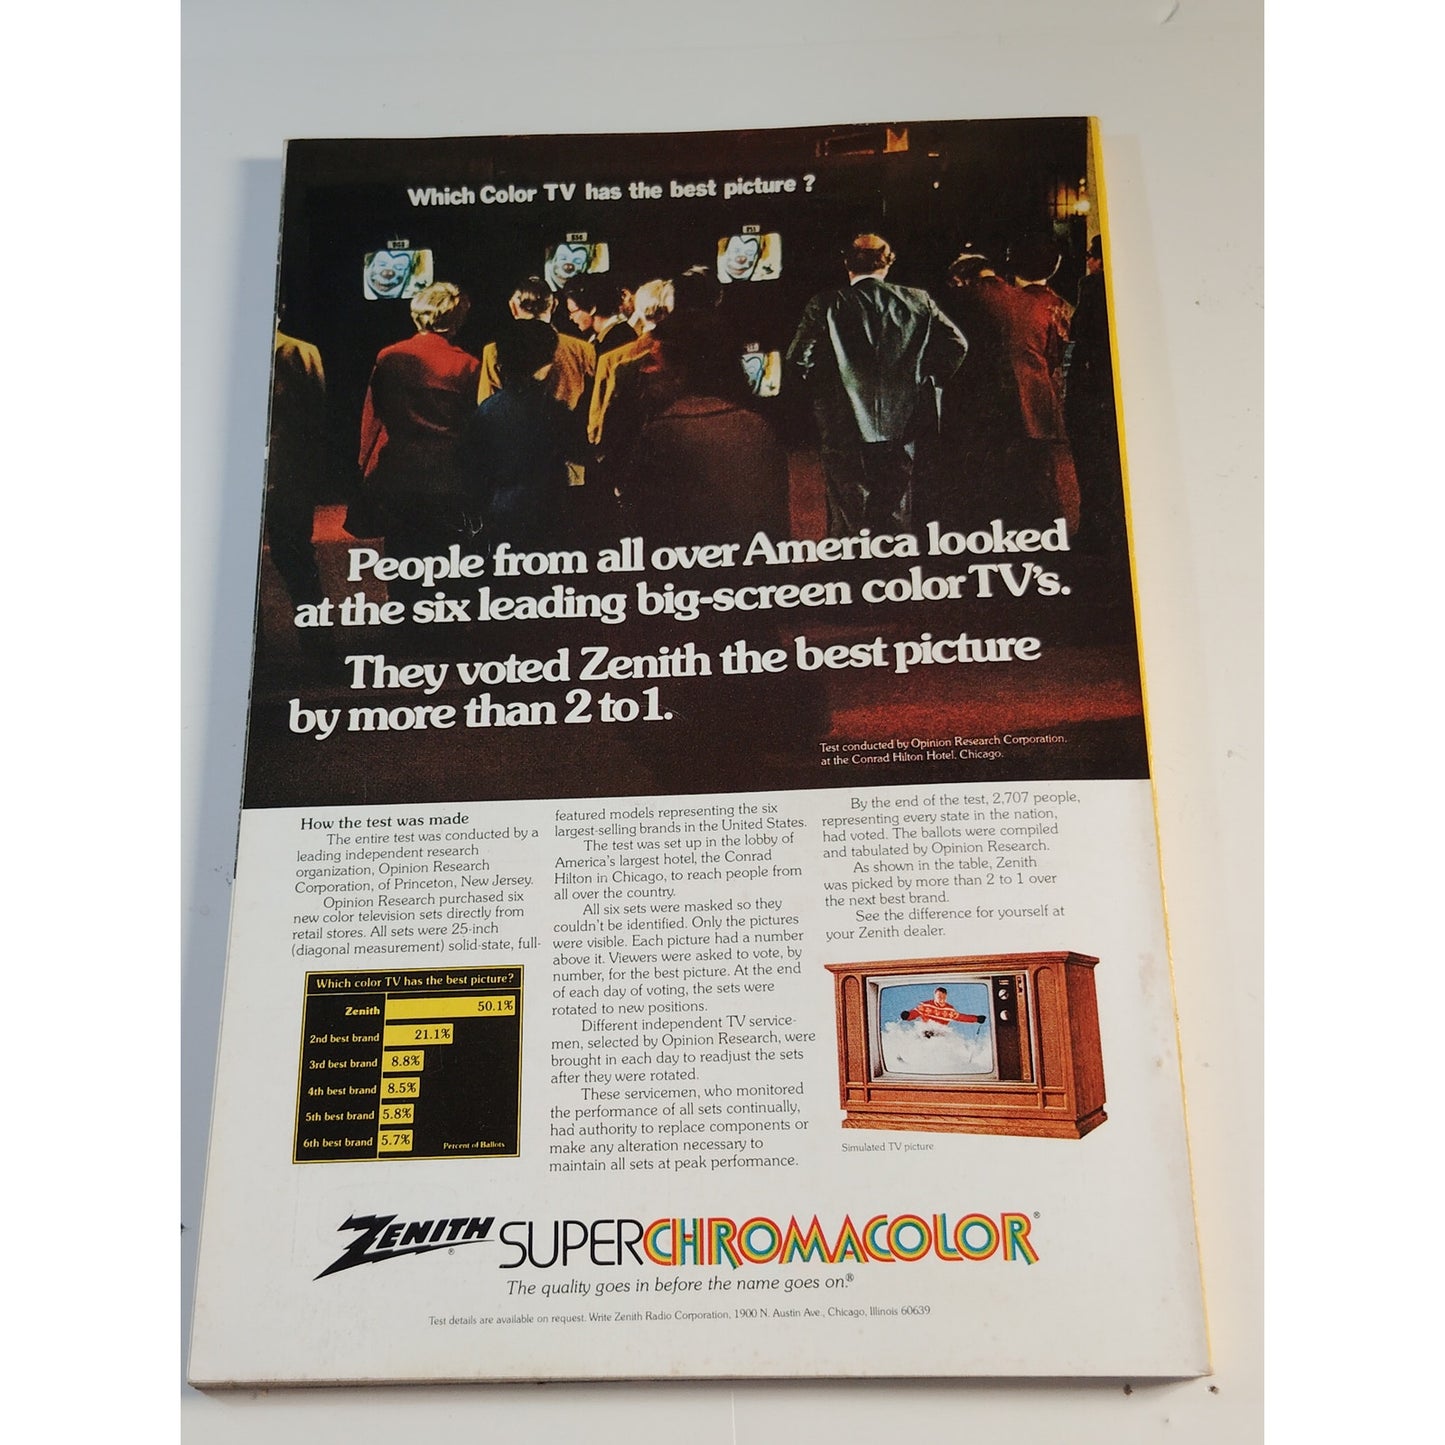 Which Color TV has the best picture?
People from all over America looked
at the six leading big-screen color TV's.
They voted Zenith the best picture
by more than 2 to 1.
Test conducted by Opinion Research Corporation,
at the Conrad Hilton Hotel, Chicago.
How the test was made
The entire test was conducted by a
leading independent research
organization, Opinion Research
Corporation, of Princeton, New Jersey.
Opinion Research purchased six
new color television sets directly from
retail stores. All sets were 25-inch
(diagonal measurement) solid-state, full-
Which color TV has the best picture?
Zenith 50.1%
2nd best brand 21.1%
3rd best brand 8.8%
4th best brand 8.5%
5th best brand 5.8%
6th best brand 5.7%
Percent of Ballots
featured models representing the six
largest-selling brands in the United States.
The test was set up in the lobby of
America's largest hotel, the Conrad
Hilton in Chicago, to reach people from
all over the country.
All six sets were masked so they
couldn't be identified. Only the pictures
were visible. Each picture had a number
above it. Viewers were asked to vote, by
number, for the best picture. At the end
of each day of voting, the sets were
rotated to new positions.
Different independent TV service-
men, selected by Opinion Research, were
brought in each day to readjust the sets
after they were rotated.
These servicemen, who monitored
the performance of all sets continually,
had authority to replace components or
make any alteration necessary to
maintain all sets at peak performance.
By the end of the test, 2,707 people,
representing every state in the nation,
had voted. The ballots were compiled
and tabulated by Opinion Research.
As shown in the table, Zenith
was picked by more than 2 to 1 over
the next best brand.
See the difference for yourself at
your Zenith dealer.
Simulated TV picture
ZENITH® SUPERCHROMACOLOR®
The quality goes in before the name goes on.®
Test details are available on request. Write Zenith Radio Corporation, 1900 N. Austin Ave., Chicago, Illinois 60639